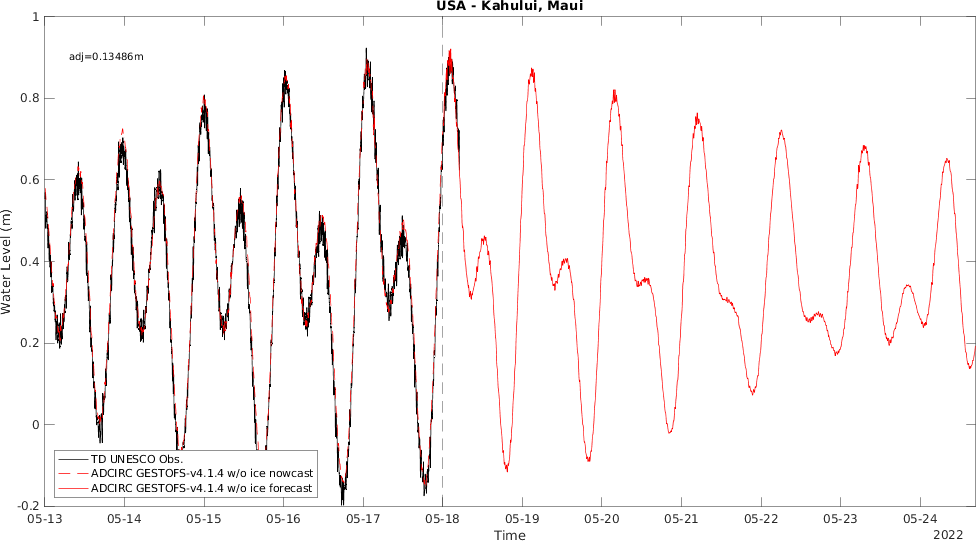 USA - Kahului, Maui
adj=0.13486m
Water Level (m)
1
0.8
0.6
0.4
0.2
0
-0.2
TD UNESCO Obs.
ADCIRC GESTOFS-v4.1.4 w/o ice nowcast
ADCIRC GESTOFS-v4.1.4 w/o ice forecast
05-13 05-14 05-15 05-16 05-17 05-18 05-19 05-20 05-21 05-22 05-23 05-24
Time
2022